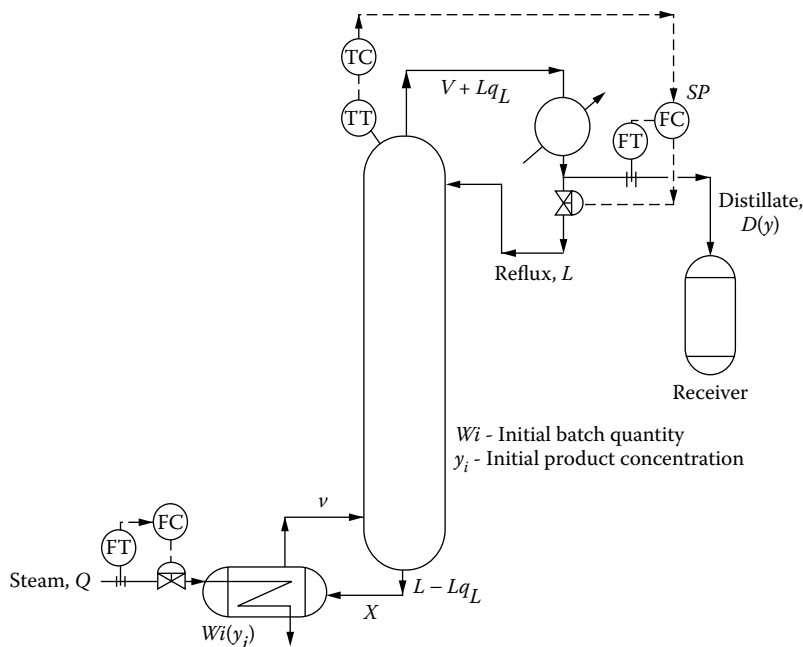 TC
V + Lq_L
SP
TT
FC
FT
Distillate,
D(y)
Reflux, L
Receiver
Wi - Initial batch quantity
y_i - Initial product concentration
v
FC
FT
Steam, Q
L – Lq_L
X
Wi(y_i)